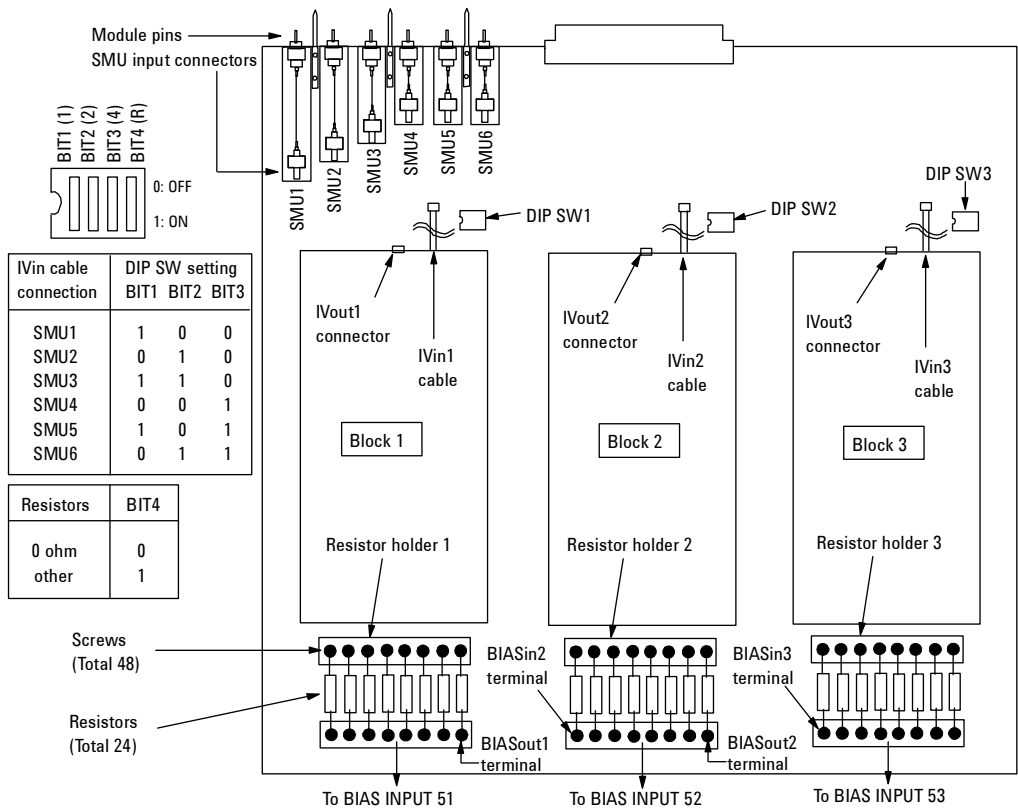 Module pins
SMU input connectors
BIT1 (1)
BIT2 (2)
BIT3 (4)
BIT4 (R)
0: OFF
1: ON
SMU1
SMU2
SMU3
SMU4
SMU5
SMU6
DIP SW1
DIP SW2
DIP SW3
IVin cable connection
DIP SW setting
BIT1 BIT2 BIT3
SMU1 1 0 0
SMU2 0 1 0
SMU3 1 1 0
SMU4 0 0 1
SMU5 1 0 1
SMU6 0 1 1
Resistors BIT4
0 ohm 0
other 1
IVout1
connector
IVin1
cable
Block 1
Resistor holder 1
IVout2
connector
IVin2
cable
Block 2
Resistor holder 2
IVout3
connector
IVin3
cable
Block 3
Resistor holder 3
Screws
(Total 48)
Resistors
(Total 24)
BIASin2
terminal
BIASin3
terminal
BIASout1
terminal
BIASout2
terminal
To BIAS INPUT 51
To BIAS INPUT 52
To BIAS INPUT 53